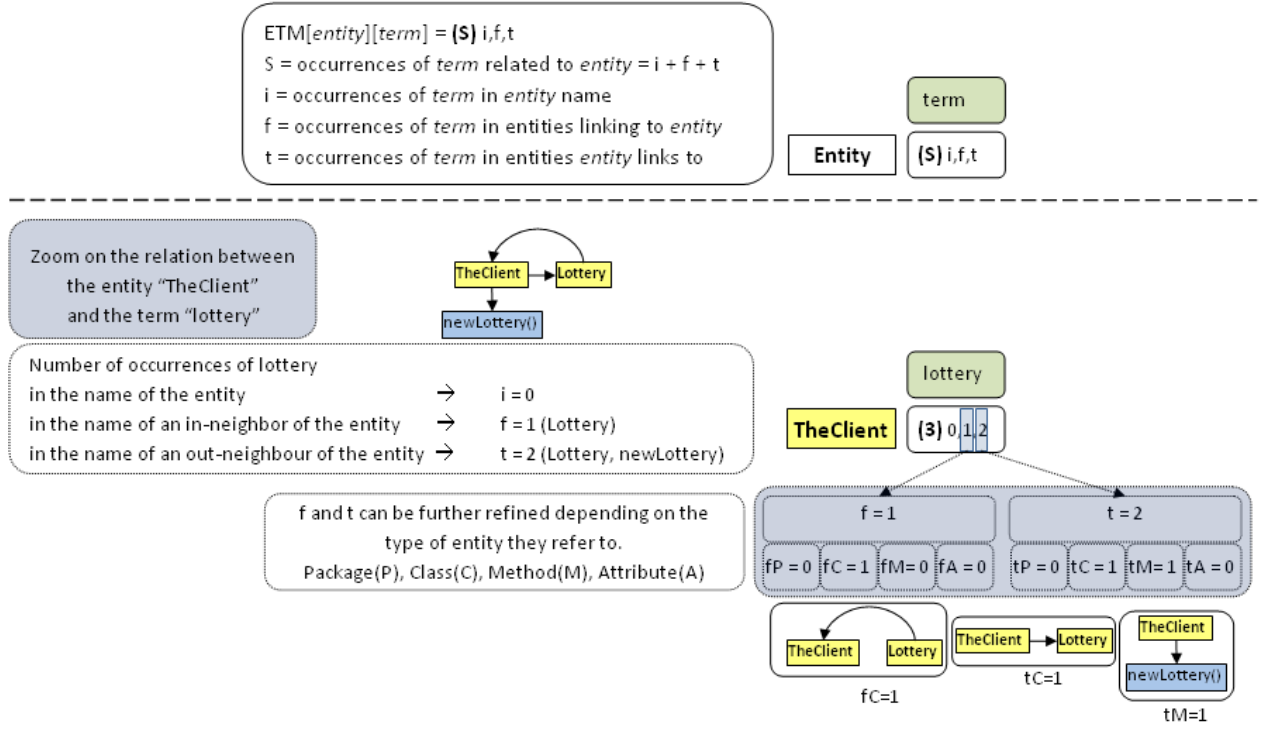 ETM[entity][term] = (S) i,f,t
S = occurrences of term related to entity = i + f + t
i = occurrences of term in entity name
f = occurrences of term in entities linking to entity
t = occurrences of term in entities entity links to
term
Entity
(S) i,f,t
Zoom on the relation between
the entity “TheClient”
and the term “lottery”
TheClient
Lottery
newLottery()
Number of occurrences of lottery
in the name of the entity → i = 0
in the name of an in-neighbor of the entity → f = 1 (Lottery)
in the name of an out-neighbour of the entity → t = 2 (Lottery, newLottery)
lottery
TheClient
(3) 0,1,2
f and t can be further refined depending on the
type of entity they refer to.
Package(P), Class(C), Method(M), Attribute(A)
f = 1
t = 2
fP = 0
fC = 1
fM= 0
fA = 0
tP = 0
tC = 1
tM= 1
tA = 0
TheClient
Lottery
fC=1
TheClient
Lottery
tC=1
TheClient
newLottery()
tM=1